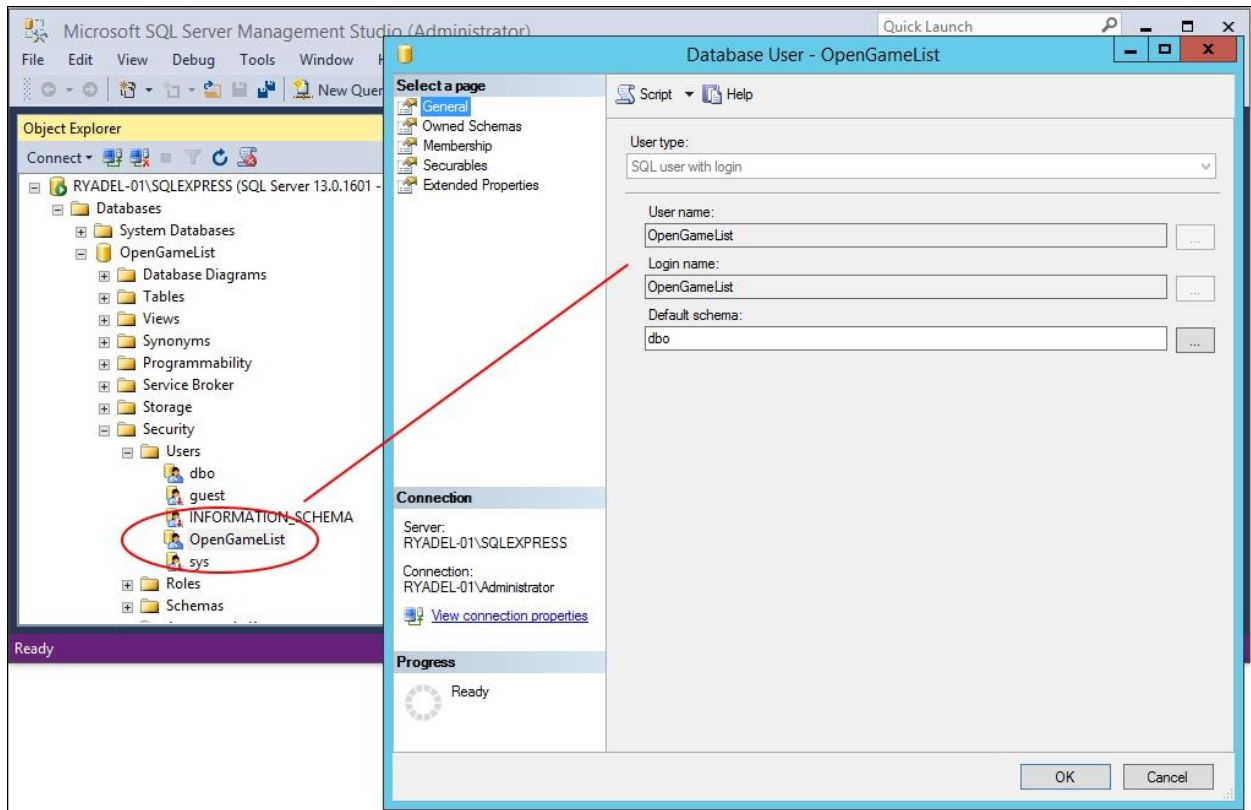 Microsoft SQL Server Management Studio (Administrator)
Quick Launch
File Edit View Debug Tools Window
New Quer
Object Explorer
Connect
RYADEL-01\SQLEXPRESS (SQL Server 13.0.1601 -
Databases
System Databases
OpenGameList
Database Diagrams
Tables
Views
Synonyms
Programmability
Service Broker
Storage
Security
Users
dbo
guest
INFORMATION_SCHEMA
OpenGameList
sys
Roles
Schemas
Ready
Database User - OpenGameList
Select a page
General
Owned Schemas
Membership
Securables
Extended Properties
Connection
Server:
RYADEL-01\SQLEXPRESS
Connection:
RYADEL-01\Administrator
View connection properties
Progress
Ready
Script Help
User type:
SQL user with login
User name:
OpenGameList
...
Login name:
OpenGameList
...
Default schema:
dbo
...
OK Cancel